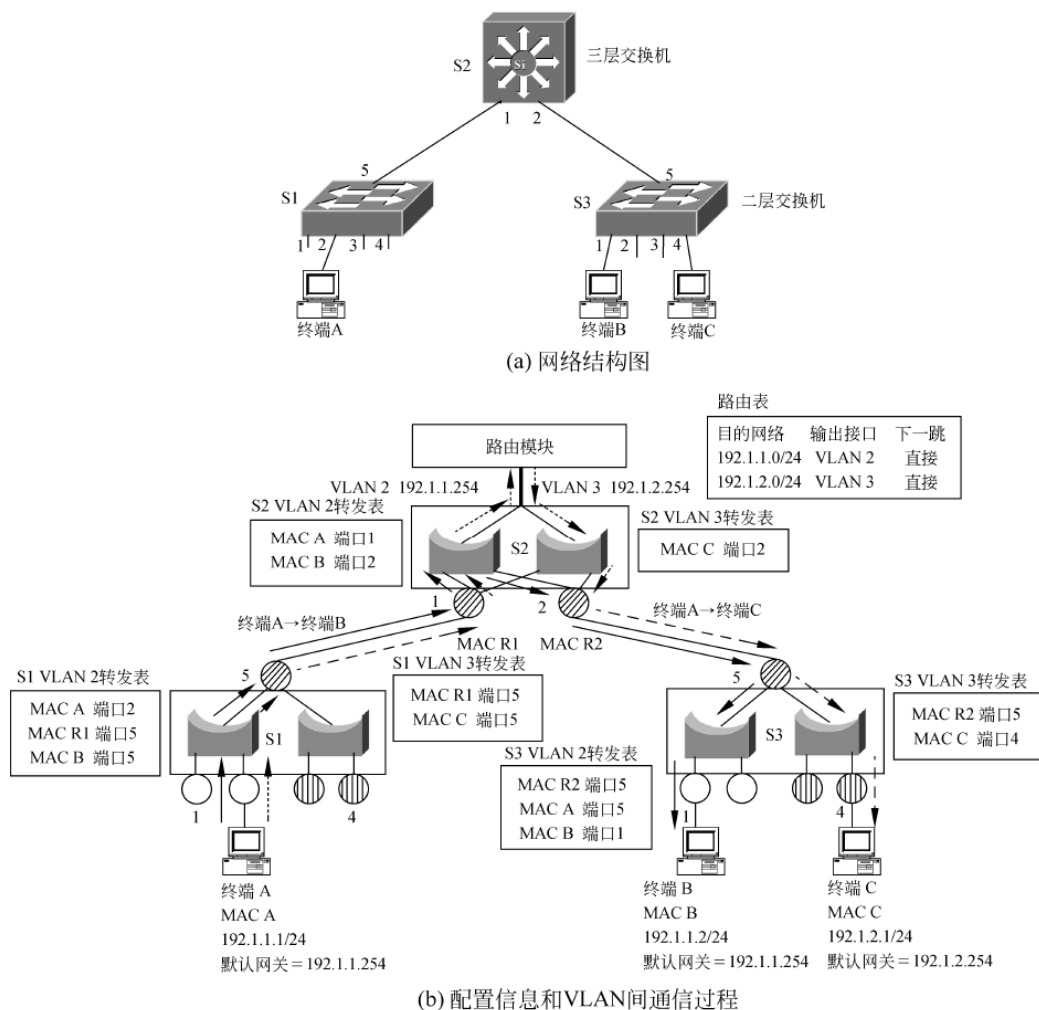 S2
Si
三层交换机
1 2
5
5
S1
S3
二层交换机
1 2 3 4
1 2 3 4
终端A
终端B
终端C
(a) 网络结构图
路由表
目的网络 输出接口 下一跳
192.1.1.0/24 VLAN 2 直接
192.1.2.0/24 VLAN 3 直接
路由模块
VLAN 2 192.1.1.254
VLAN 3 192.1.2.254
S2 VLAN 2转发表
MAC A 端口1
MAC B 端口2
S2
S2 VLAN 3转发表
MAC C 端口2
1
2
终端A→终端B
终端A→终端C
MAC R1
MAC R2
S1 VLAN 2转发表
MAC A 端口2
MAC R1 端口5
MAC B 端口5
5
S1
S1 VLAN 3转发表
MAC R1 端口5
MAC C 端口5
S3 VLAN 2转发表
MAC R2 端口5
MAC A 端口5
MAC B 端口1
5
S3
S3 VLAN 3转发表
MAC R2 端口5
MAC C 端口4
1
4
1
4
终端 A
MAC A
192.1.1.1/24
默认网关＝192.1.1.254
终端 B
MAC B
192.1.1.2/24
默认网关＝192.1.1.254
终端 C
MAC C
192.1.2.1/24
默认网关＝192.1.2.254
(b) 配置信息和VLAN间通信过程